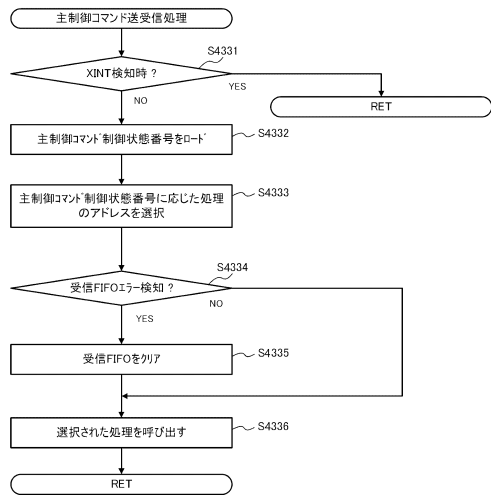 主制御コマンド送受信処理
S4331
XINT検知時？
YES
NO
RET
主制御ｺﾏﾝﾄﾞ制御状態番号をﾛｰﾄﾞ
S4332
主制御ｺﾏﾝﾄﾞ制御状態番号に応じた処理
のアドレスを選択
S4333
S4334
受信FIFOｴﾗｰ検知？
NO
YES
受信FIFOをｸﾘｱ
S4335
選択された処理を呼び出す
S4336
RET